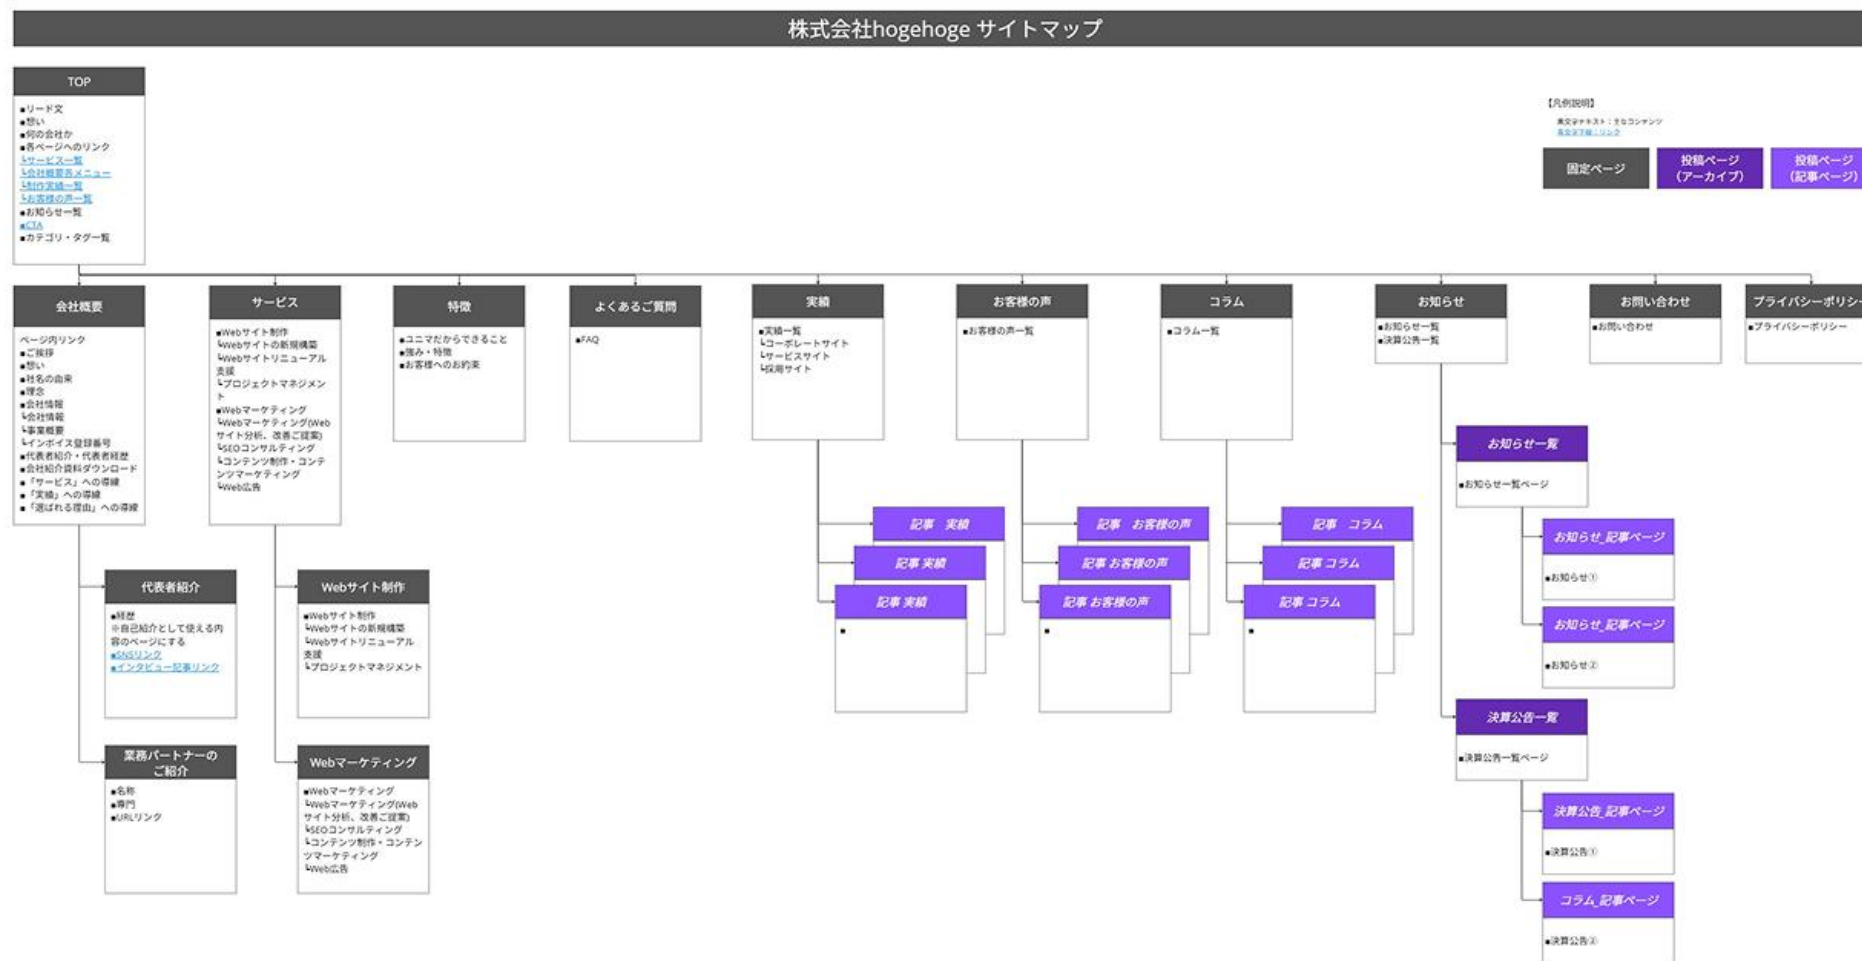 株式会社hogehoge サイトマップ
TOP
■リード文
■想い
■何の会社か
■各ページへのリンク
┗サービス一覧
┗会社概要各メニュー
┗制作実績一覧
┗お客様の声一覧
■お知らせ一覧
■CTA
■カテゴリ・タグ一覧
【凡例説明】
黒文字テキスト：主なコンテンツ
青文字下線：リンク
固定ページ
投稿ページ
（アーカイブ）
投稿ページ
（記事ページ）
会社概要
ページ内リンク
■ご挨拶
■想い
■社名の由来
■理念
■会社情報
┗会社情報
┗事業概要
┗インボイス登録番号
■代表者紹介・代表者経歴
■会社紹介資料ダウンロード
■「サービス」への導線
■「実績」への導線
■「選ばれる理由」への導線
代表者紹介
■経歴
※自己紹介として使える内
容のページにする
■SNSリンク
■インタビュー記事リンク
業務パートナーの
ご紹介
■名称
■専門
■URLリンク
サービス
■Webサイト制作
┗Webサイトの新規構築
┗Webサイトリニューアル
支援
┗プロジェクトマネジメン
ト
■Webマーケティング
┗Webマーケティング(Web
サイト分析、改善ご提案)
┗SEOコンサルティング
┗コンテンツ制作・コンテ
ンツマーケティング
┗Web広告
Webサイト制作
■Webサイト制作
┗Webサイトの新規構築
┗Webサイトリニューアル
支援
┗プロジェクトマネジメント
Webマーケティング
■Webマーケティング
┗Webマーケティング(Web
サイト分析、改善ご提案)
┗SEOコンサルティング
┗コンテンツ制作・コンテン
ツマーケティング
┗Web広告
特徴
■ユニマだからできること
■強み・特徴
■お客様へのお約束
よくあるご質問
■FAQ
実績
■実績一覧
┗コーポレートサイト
┗サービスサイト
┗採用サイト
記事　実績
記事 実績
記事 実績
■
お客様の声
■お客様の声一覧
記事　お客様の声
記事 お客様の声
記事 お客様の声
■
コラム
■コラム一覧
記事　コラム
記事 コラム
記事 コラム
■
お知らせ
■お知らせ一覧
■決算公告一覧
お知らせ一覧
■お知らせ一覧ページ
お知らせ_記事ページ
■お知らせ①
お知らせ_記事ページ
■お知らせ②
決算公告一覧
■決算公告一覧ページ
決算公告_記事ページ
■決算公告①
コラム_記事ページ
■決算公告②
お問い合わせ
■お問い合わせ
プライバシーポリシー
■プライバシーポリシー